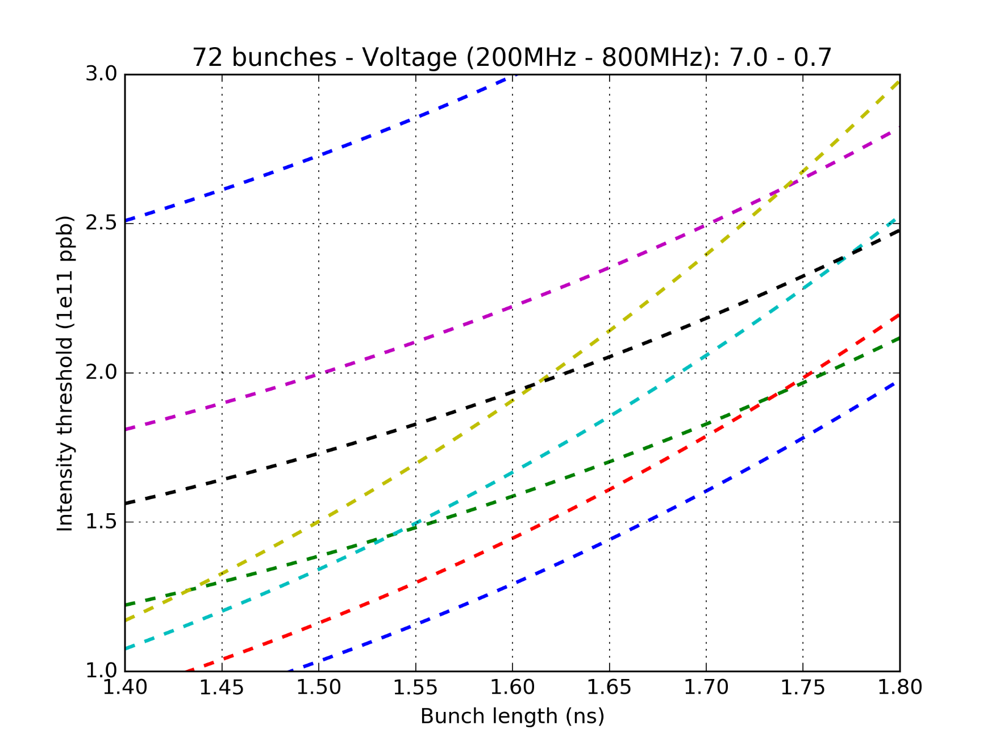 72 bunches - Voltage (200MHz - 800MHz): 7.0 - 0.7
3.0
2.5
2.0
1.5
1.0
Intensity threshold (1e11 ppb)
1.40 1.45 1.50 1.55 1.60 1.65 1.70 1.75 1.80
Bunch length (ns)